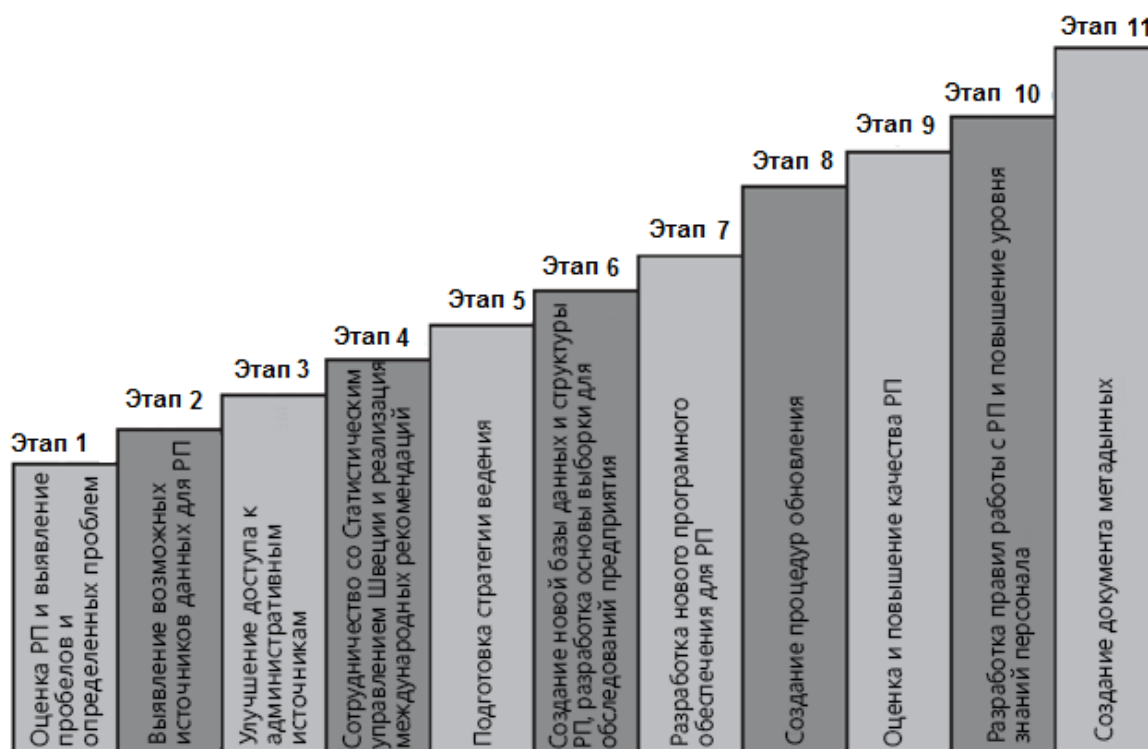 Этап 1
Оценка РП и выявление
пробелов и
определенных проблем
Этап 2
Выявление возможных
источников данных для РП
Этап 3
Улучшение доступа к
административным
источникам
Этап 4
Сотрудничество со Статистическим
управлением Швеции и реализация
международных рекомендаций
Этап 5
Подготовка стратегии ведения
Этап 6
Создание новой базы данных и структуры
РП, разработка основы выборки для
обследований предприятия
Этап 7
Разработка нового програмного
обеспечения для РП
Этап 8
Создание процедур обновления
Этап 9
Оценка и повышение качества РП
Этап 10
Разработка правил работы с РП и повышение уровня
знаний персонала
Этап 11
Создание документа метадынных